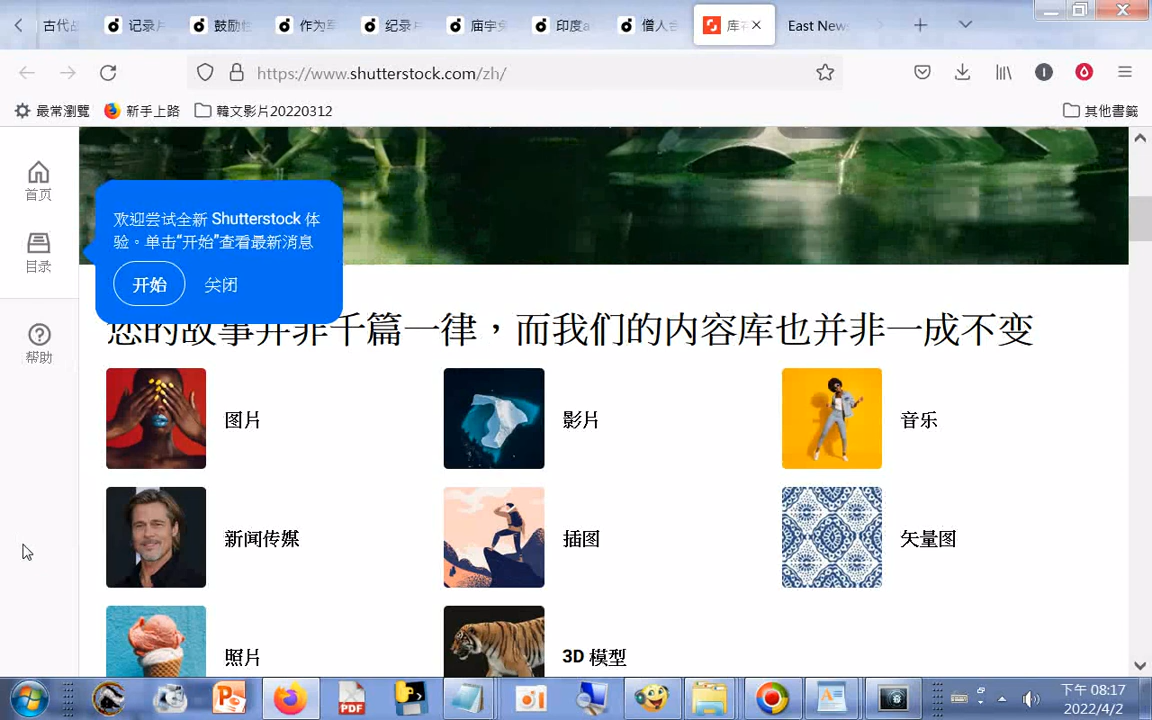 古代
记录
鼓励
作为
纪录
庙宇
印度a
僧人
库
East New
https://www.shutterstock.com/zh/
最常瀏覽
新手上路
韓文影片20220312
其他書籤
首页
目录
帮助
欢迎尝试全新 Shutterstock 体
验。单击“开始”查看最新消息
开始
关闭
您的故事并非千篇一律，而我们的内容库也并非一成不变
图片
影片
音乐
新闻传媒
插图
矢量图
照片
3D 模型
PDF
下午 08:17
2022/4/2